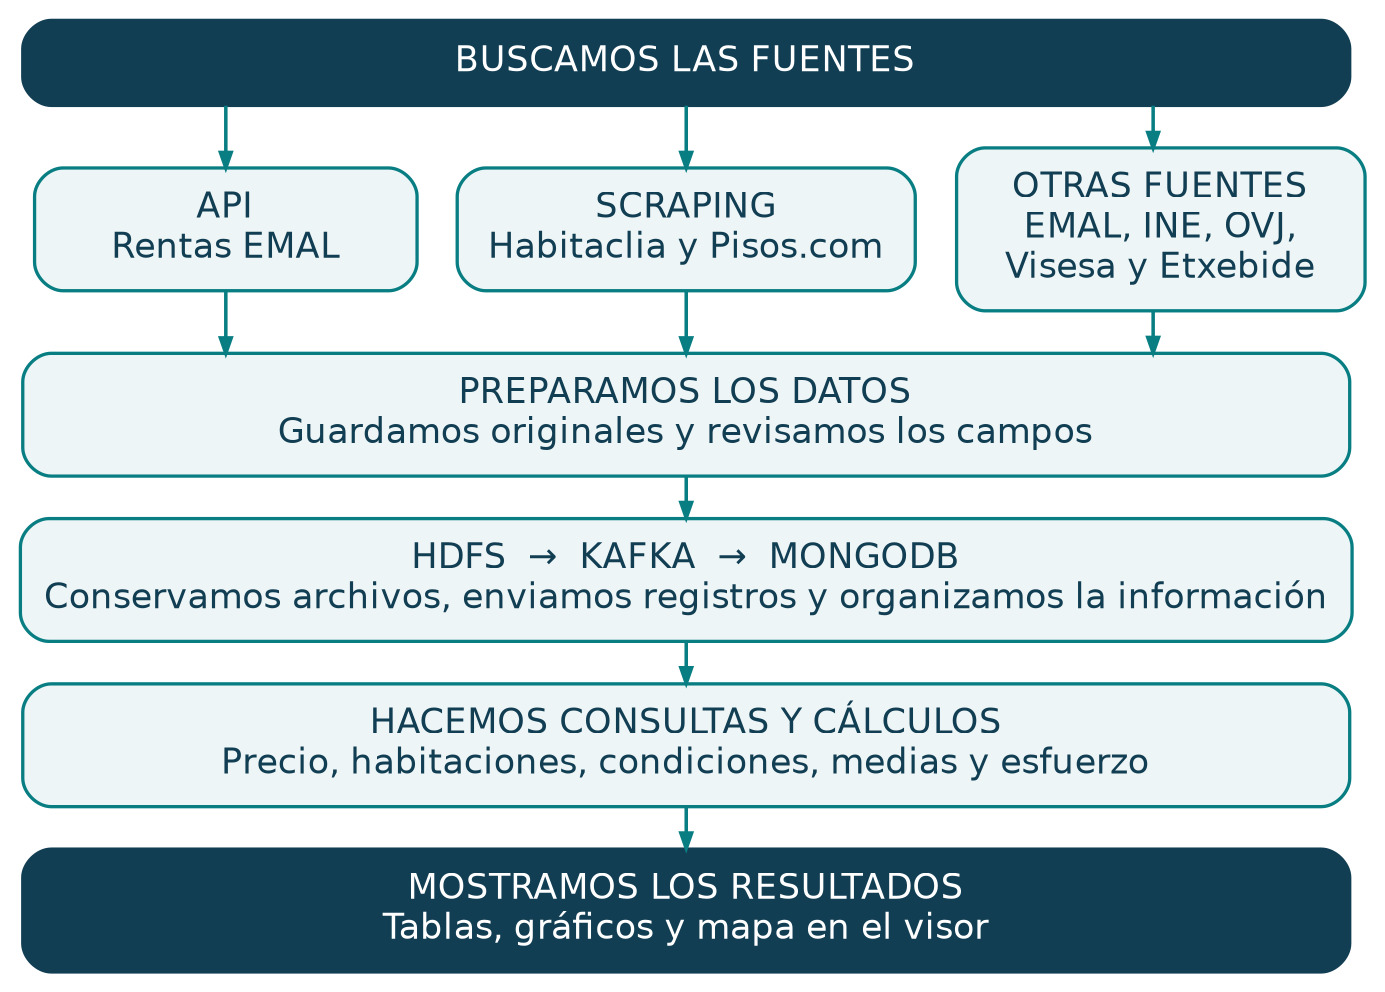 BUSCAMOS LAS FUENTES
API
Rentas EMAL
SCRAPING
Habitaclia y Pisos.com
OTRAS FUENTES
EMAL, INE, OVJ,
Visesa y Etxebide
PREPARAMOS LOS DATOS
Guardamos originales y revisamos los campos
HDFS → KAFKA → MONGODB
Conservamos archivos, enviamos registros y organizamos la información
HACEMOS CONSULTAS Y CÁLCULOS
Precio, habitaciones, condiciones, medias y esfuerzo
MOSTRAMOS LOS RESULTADOS
Tablas, gráficos y mapa en el visor